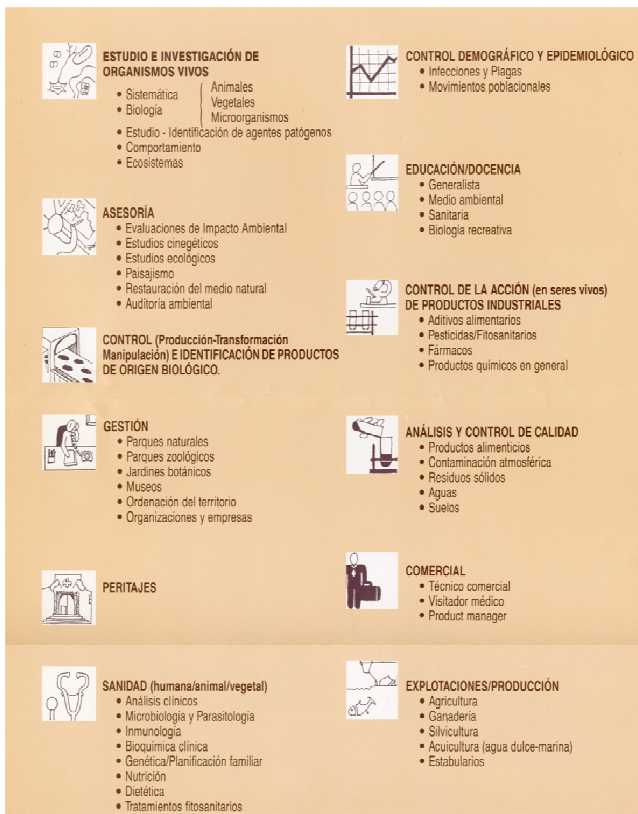 ESTUDIO E INVESTIGACIÓN DE
ORGANISMOS VIVOS
• Sistemática
• Biología
Animales
Vegetales
Microorganismos
• Estudio - Identificación de agentes patógenos
• Comportamiento
• Ecosistemas
ASESORÍA
• Evaluaciones de Impacto Ambiental
• Estudios cinegéticos
• Estudios ecológicos
• Paisajismo
• Restauración del medio natural
• Auditoría ambiental
CONTROL (Producción-Transformación
Manipulación) E IDENTIFICACIÓN DE PRODUCTOS
DE ORIGEN BIOLÓGICO.
GESTIÓN
• Parques naturales
• Parques zoológicos
• Jardines botánicos
• Museos
• Ordenación del territorio
• Organizaciones y empresas
PERITAJES
SANIDAD (humana/animal/vegetal)
• Análisis clínicos
• Microbiología y Parasitología
• Inmunología
• Bioquímica clínica
• Genética/Planificación familiar
• Nutrición
• Dietética
• Tratamientos fitosanitarios
CONTROL DEMOGRÁFICO Y EPIDEMIOLÓGICO
• Infecciones y Plagas
• Movimientos poblacionales
EDUCACIÓN/DOCENCIA
• Generalista
• Medio ambiental
• Sanitaria
• Biología recreativa
CONTROL DE LA ACCIÓN (en seres vivos)
DE PRODUCTOS INDUSTRIALES
• Aditivos alimentarios
• Pesticidas/Fitosanitarios
• Fármacos
• Productos químicos en general
ANÁLISIS Y CONTROL DE CALIDAD
• Productos alimenticios
• Contaminación atmosférica
• Residuos sólidos
• Aguas
• Suelos
COMERCIAL
• Técnico comercial
• Visitador médico
• Product manager
EXPLOTACIONES/PRODUCCIÓN
• Agricultura
• Ganadería
• Silvicultura
• Acuicultura (agua dulce-marina)
• Estabularios